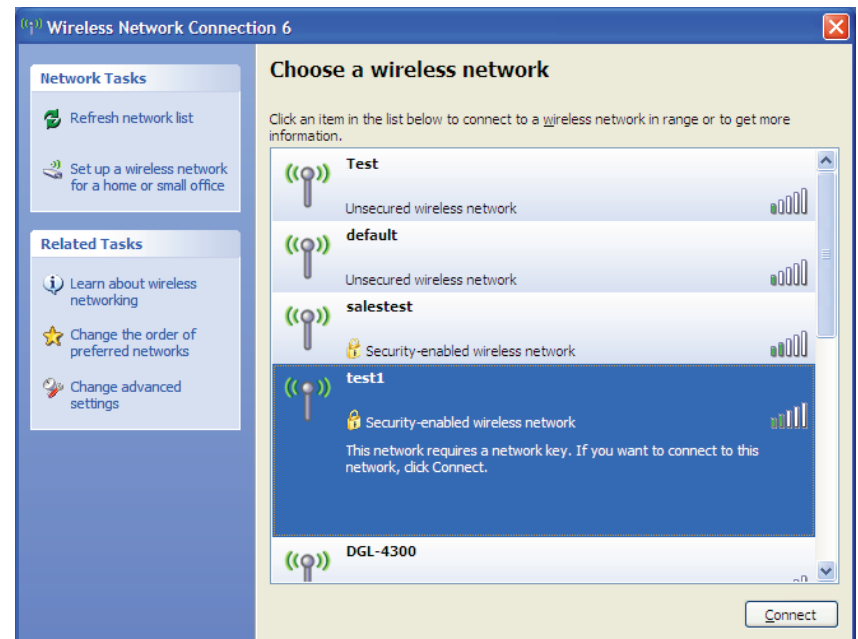 Wireless Network Connection 6
Network Tasks
Refresh network list
Set up a wireless network
for a home or small office
Related Tasks
Learn about wireless
networking
Change the order of
preferred networks
Change advanced
settings
Choose a wireless network
Click an item in the list below to connect to a wireless network in range or to get more
information.
Test
Unsecured wireless network
default
Unsecured wireless network
salestest
Security-enabled wireless network
test1
Security-enabled wireless network
This network requires a network key. If you want to connect to this
network, click Connect.
DGL-4300
Connect